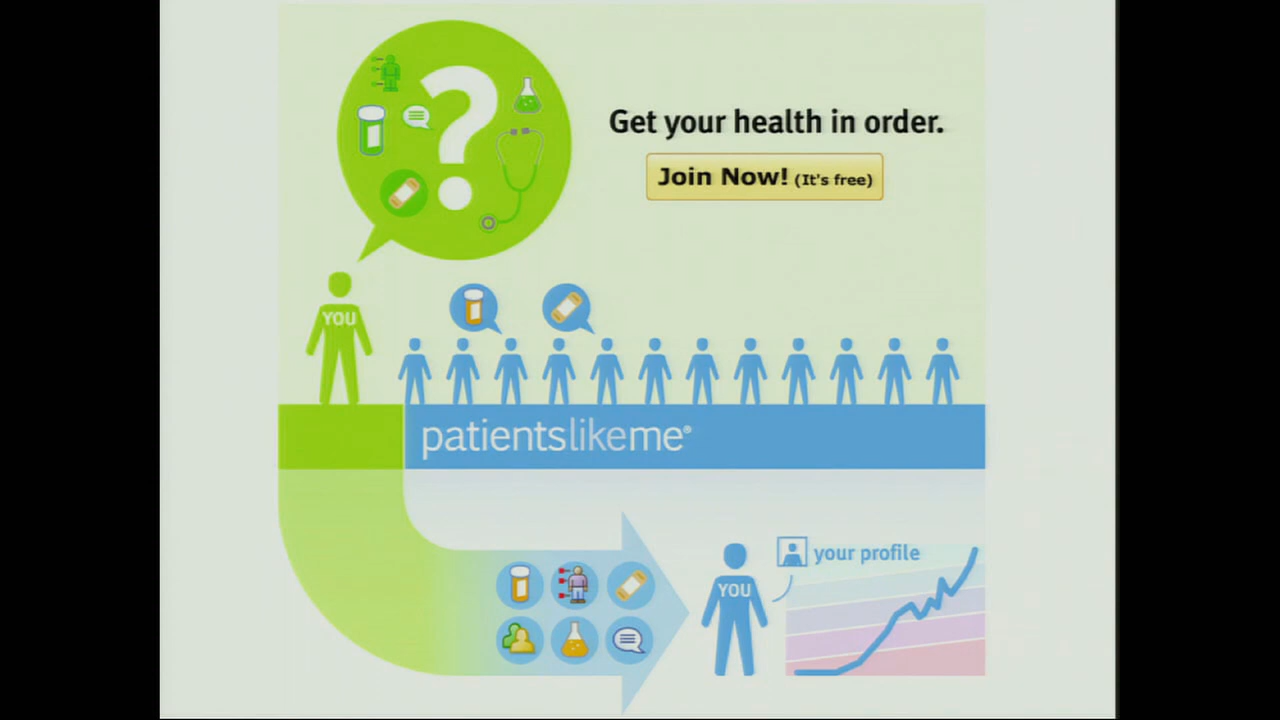 Get your health in order.
Join Now! (It's free)
YOU
patientslikeme®
your profile
YOU